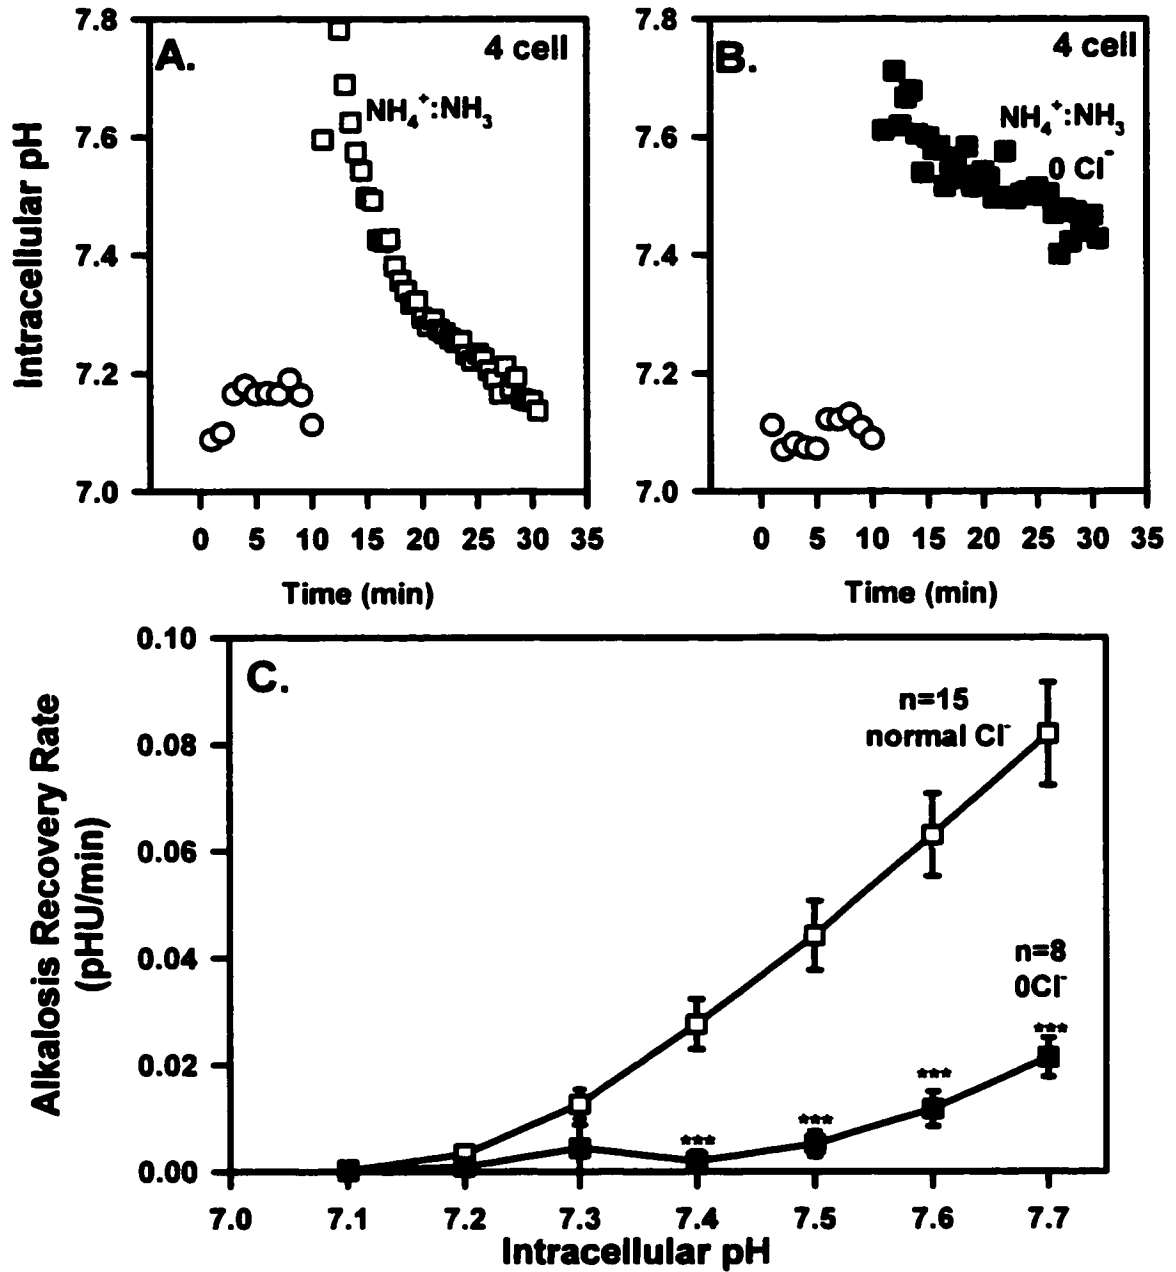 A.
4 cell
NH₄⁺:NH₃
Intracellular pH
7.8
7.6
7.4
7.2
7.0
0 5 10 15 20 25 30 35
Time (min)
B.
4 cell
NH₄⁺:NH₃
0 Cl⁻
7.8
7.6
7.4
7.2
7.0
0 5 10 15 20 25 30 35
Time (min)
C.
n=15
normal Cl⁻
n=8
0Cl⁻
***
***
***
***
Alkalosis Recovery Rate
(pHU/min)
0.10
0.08
0.06
0.04
0.02
0.00
7.0 7.1 7.2 7.3 7.4 7.5 7.6 7.7
Intracellular pH